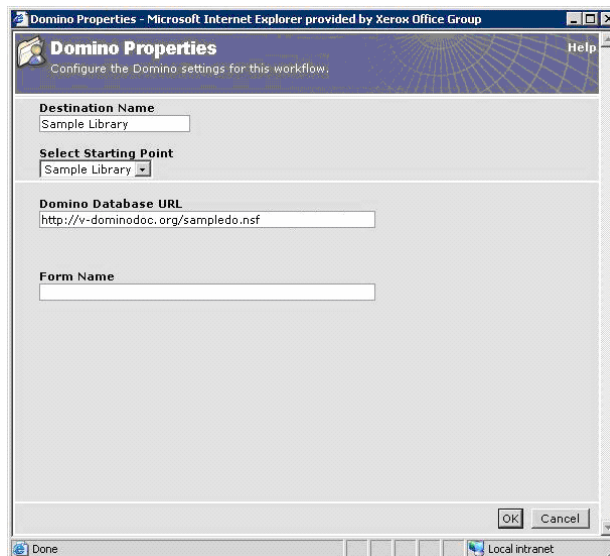 Domino Properties - Microsoft Internet Explorer provided by Xerox Office Group
Domino Properties
Help
Configure the Domino settings for this workflow.
Destination Name
Sample Library
Select Starting Point
Sample Library
Domino Database URL
http://v-dominodoc.org/sampledo.nsf
Form Name
OK
Cancel
Done
Local intranet